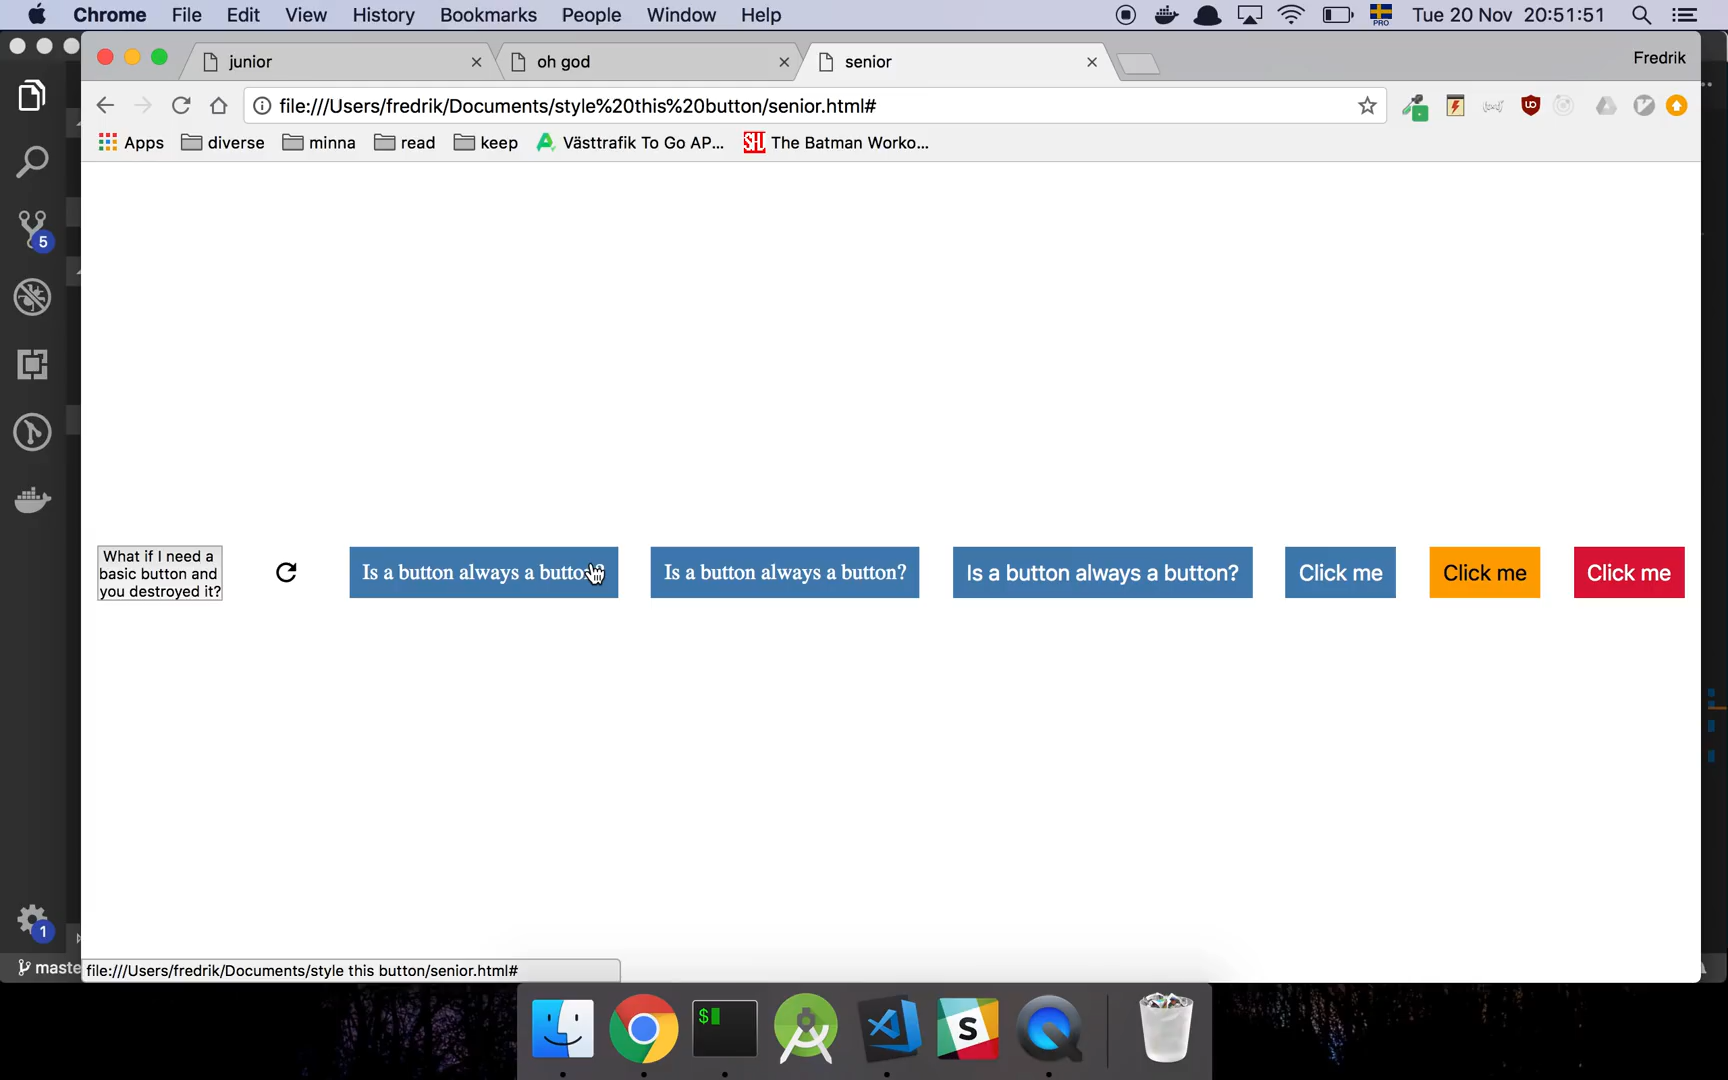 Chrome File Edit View History Bookmarks People Window Help
PRO
Tue 20 Nov 20:51:51
junior
oh god
senior
Fredrik
file:///Users/fredrik/Documents/style%20this%20button/senior.html#
Apps
diverse
minna
read
keep
Västtrafik To Go AP...
The Batman Worko...
5
What if I need a
basic button and
you destroyed it?
Is a button always a button?
Is a button always a button?
Is a button always a button?
Click me
Click me
Click me
1
maste
file:///Users/fredrik/Documents/style this button/senior.html#
$
S